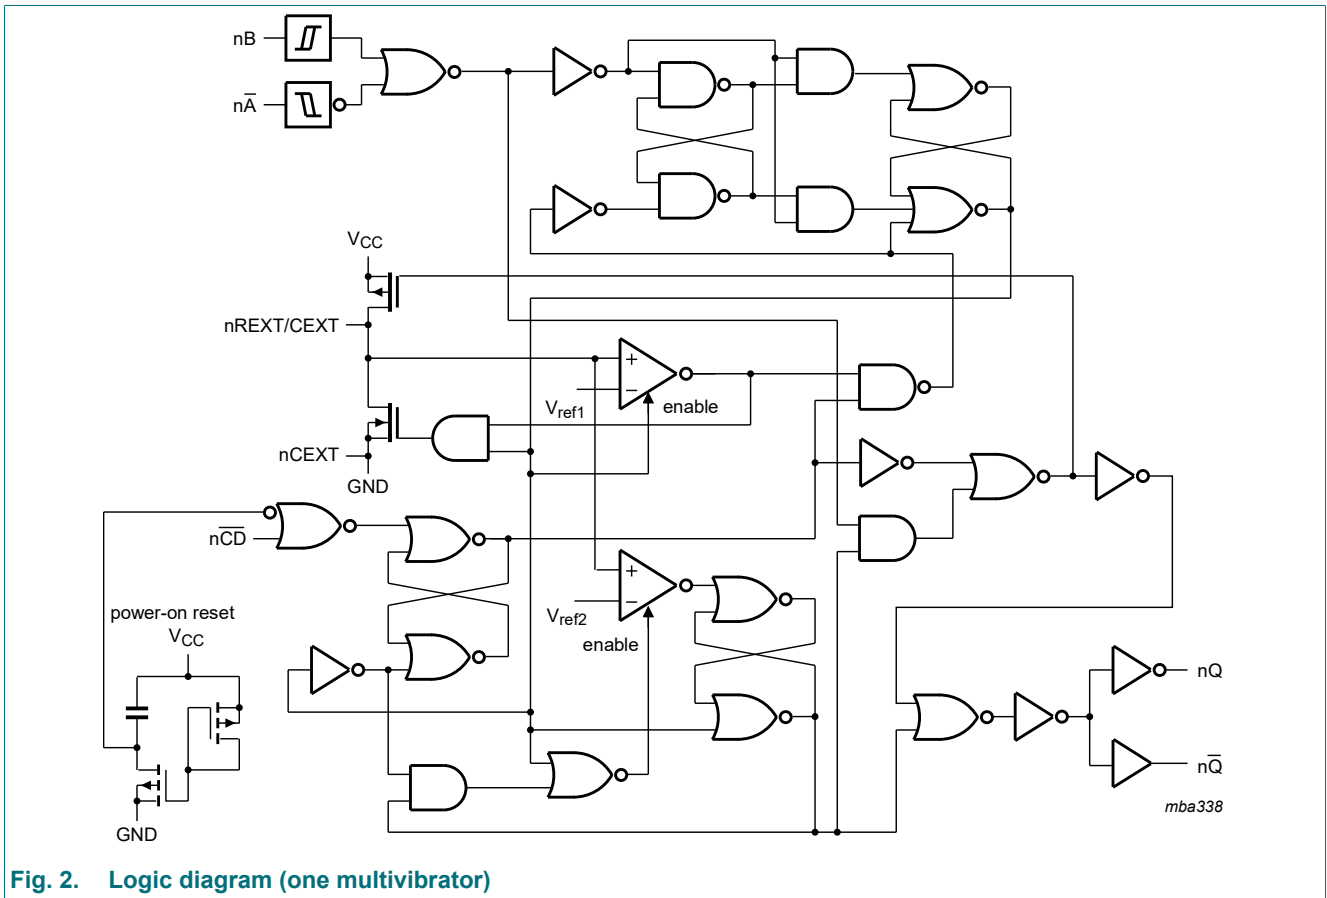 nB
nA̅
VCC
nREXT/CEXT
+
−
Vref1
enable
nCEXT
GND
nC̅D̅
+
−
Vref2
enable
power-on reset
VCC
GND
nQ
nQ̅
mba338
Fig. 2. Logic diagram (one multivibrator)